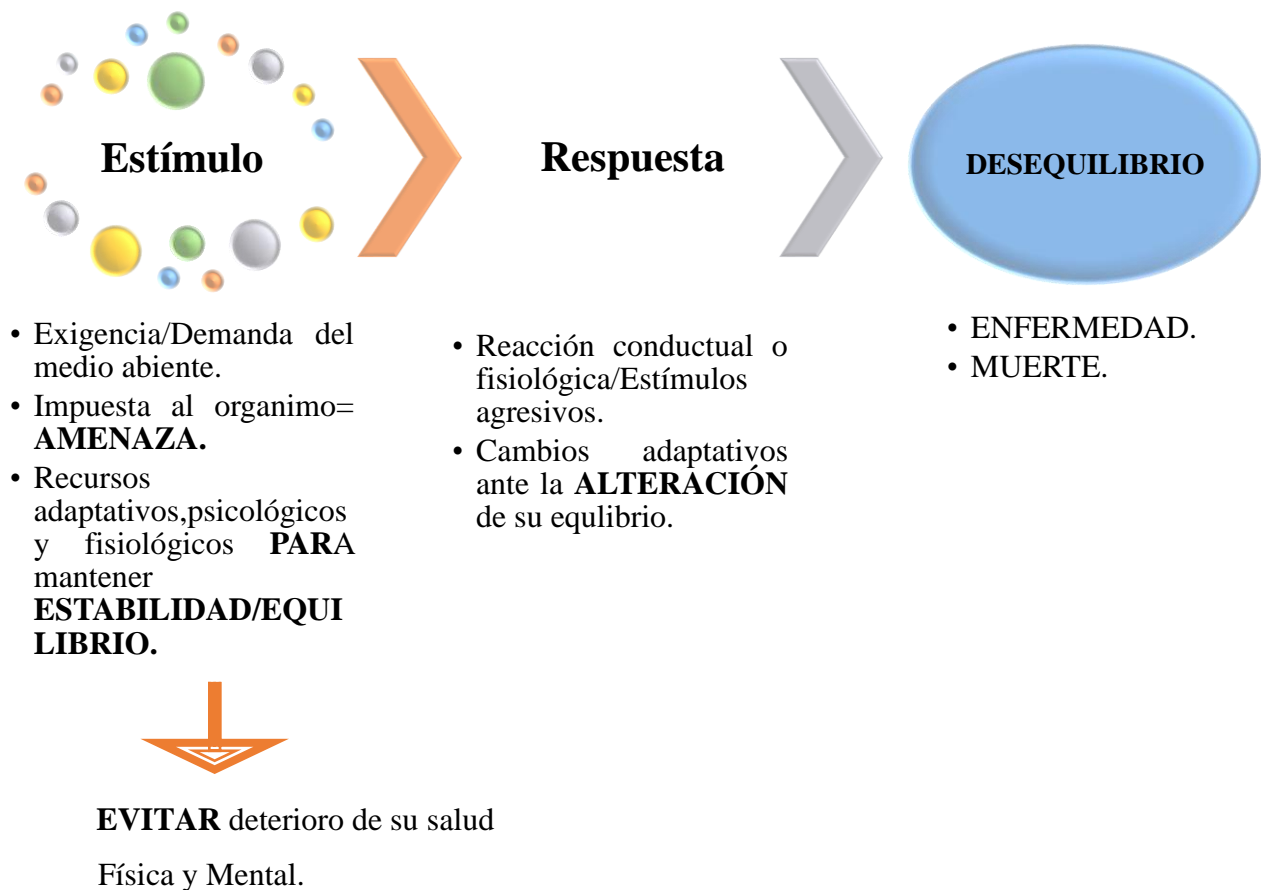 Estímulo
Respuesta
DESEQUILIBRIO
• Exigencia/Demanda del
medio abiente.
• Impuesta al organimo=
AMENAZA.
• Recursos
adaptativos,psicológicos
y fisiológicos PARA
mantener
ESTABILIDAD/EQUI
LIBRIO.
• Reacción conductual o
fisiológica/Estímulos
agresivos.
• Cambios adaptativos
ante la ALTERACIÓN
de su equlibrio.
• ENFERMEDAD.
• MUERTE.
EVITAR deterioro de su salud
Física y Mental.